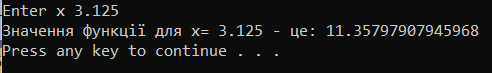 Enter x 3.125
Значення функції для x= 3.125 - це: 11.35797907945968
Press any key to continue . . .